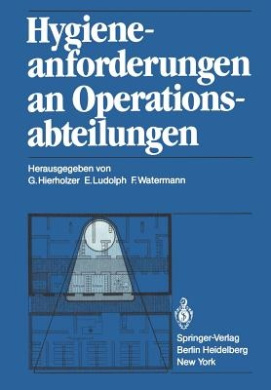 Hygiene-
anforderungen
an Operations-
abteilungen
Herausgegeben von
G. Hierholzer E. Ludolph F. Watermann
Springer-Verlag
Berlin Heidelberg
New York